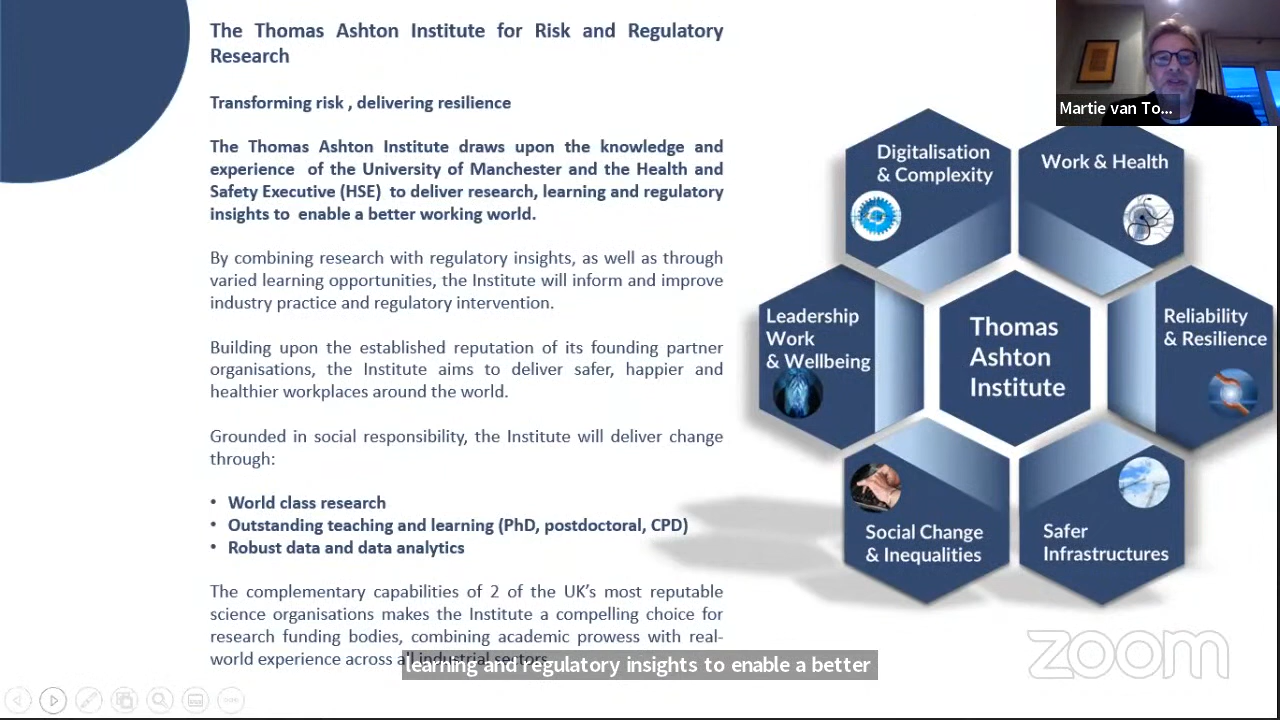 The Thomas Ashton Institute for Risk and Regulatory
Research
Transforming risk , delivering resilience
The Thomas Ashton Institute draws upon the knowledge and
experience of the University of Manchester and the Health and
Safety Executive (HSE) to deliver research, learning and regulatory
insights to enable a better working world.
By combining research with regulatory insights, as well as through
varied learning opportunities, the Institute will inform and improve
industry practice and regulatory intervention.
Building upon the established reputation of its founding partner
organisations, the Institute aims to deliver safer, happier and
healthier workplaces around the world.
Grounded in social responsibility, the Institute will deliver change
through:
• World class research
• Outstanding teaching and learning (PhD, postdoctoral, CPD)
• Robust data and data analytics
The complementary capabilities of 2 of the UK's most reputable
science organisations makes the Institute a compelling choice for
research funding bodies, combining academic prowess with real-
world experience across all industrial sectors.
learning and regulatory insights to enable a better
Martie van To...
Digitalisation
& Complexity
Work & Health
Leadership
Work
& Wellbeing
Thomas
Ashton
Institute
Reliability
& Resilience
Social Change
& Inequalities
Safer
Infrastructures
zoom